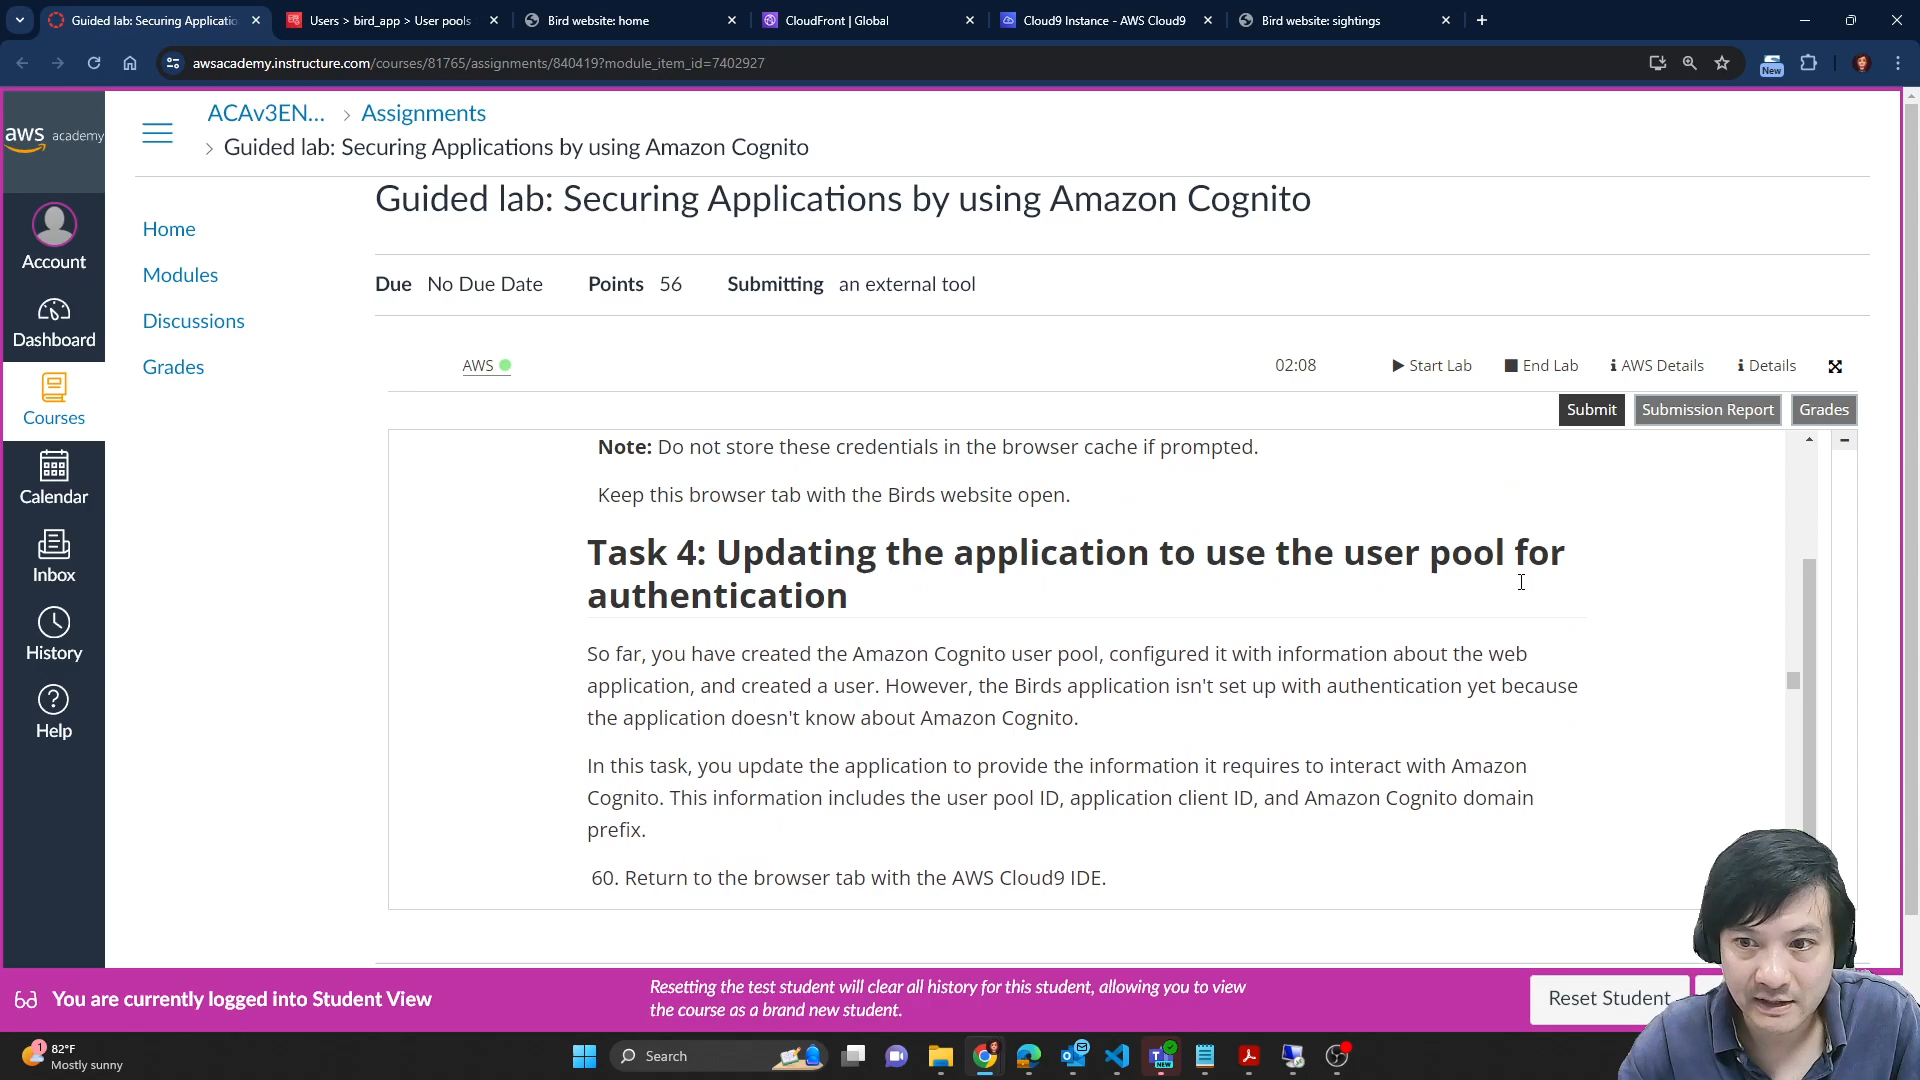 Guided lab: Securing Applicatio
Users > bird_app > User pools
Bird website: home
CloudFront | Global
Cloud9 Instance - AWS Cloud9
Bird website: sightings
awsacademy.instructure.com/courses/81765/assignments/840419?module_item_id=7402927
New
aws academy
Account
Dashboard
Courses
Calendar
Inbox
History
Help
ACAv3EN... > Assignments
> Guided lab: Securing Applications by using Amazon Cognito
Home
Modules
Discussions
Grades
Guided lab: Securing Applications by using Amazon Cognito
Due No Due Date Points 56 Submitting an external tool
AWS 02:08 Start Lab End Lab AWS Details Details
Submit Submission Report Grades
Note: Do not store these credentials in the browser cache if prompted.
Keep this browser tab with the Birds website open.
Task 4: Updating the application to use the user pool for
authentication
So far, you have created the Amazon Cognito user pool, configured it with information about the web
application, and created a user. However, the Birds application isn't set up with authentication yet because
the application doesn't know about Amazon Cognito.
In this task, you update the application to provide the information it requires to interact with Amazon
Cognito. This information includes the user pool ID, application client ID, and Amazon Cognito domain
prefix.
60. Return to the browser tab with the AWS Cloud9 IDE.
You are currently logged into Student View
Resetting the test student will clear all history for this student, allowing you to view
the course as a brand new student.
Reset Student
1
82°F
Mostly sunny
Search
NEW